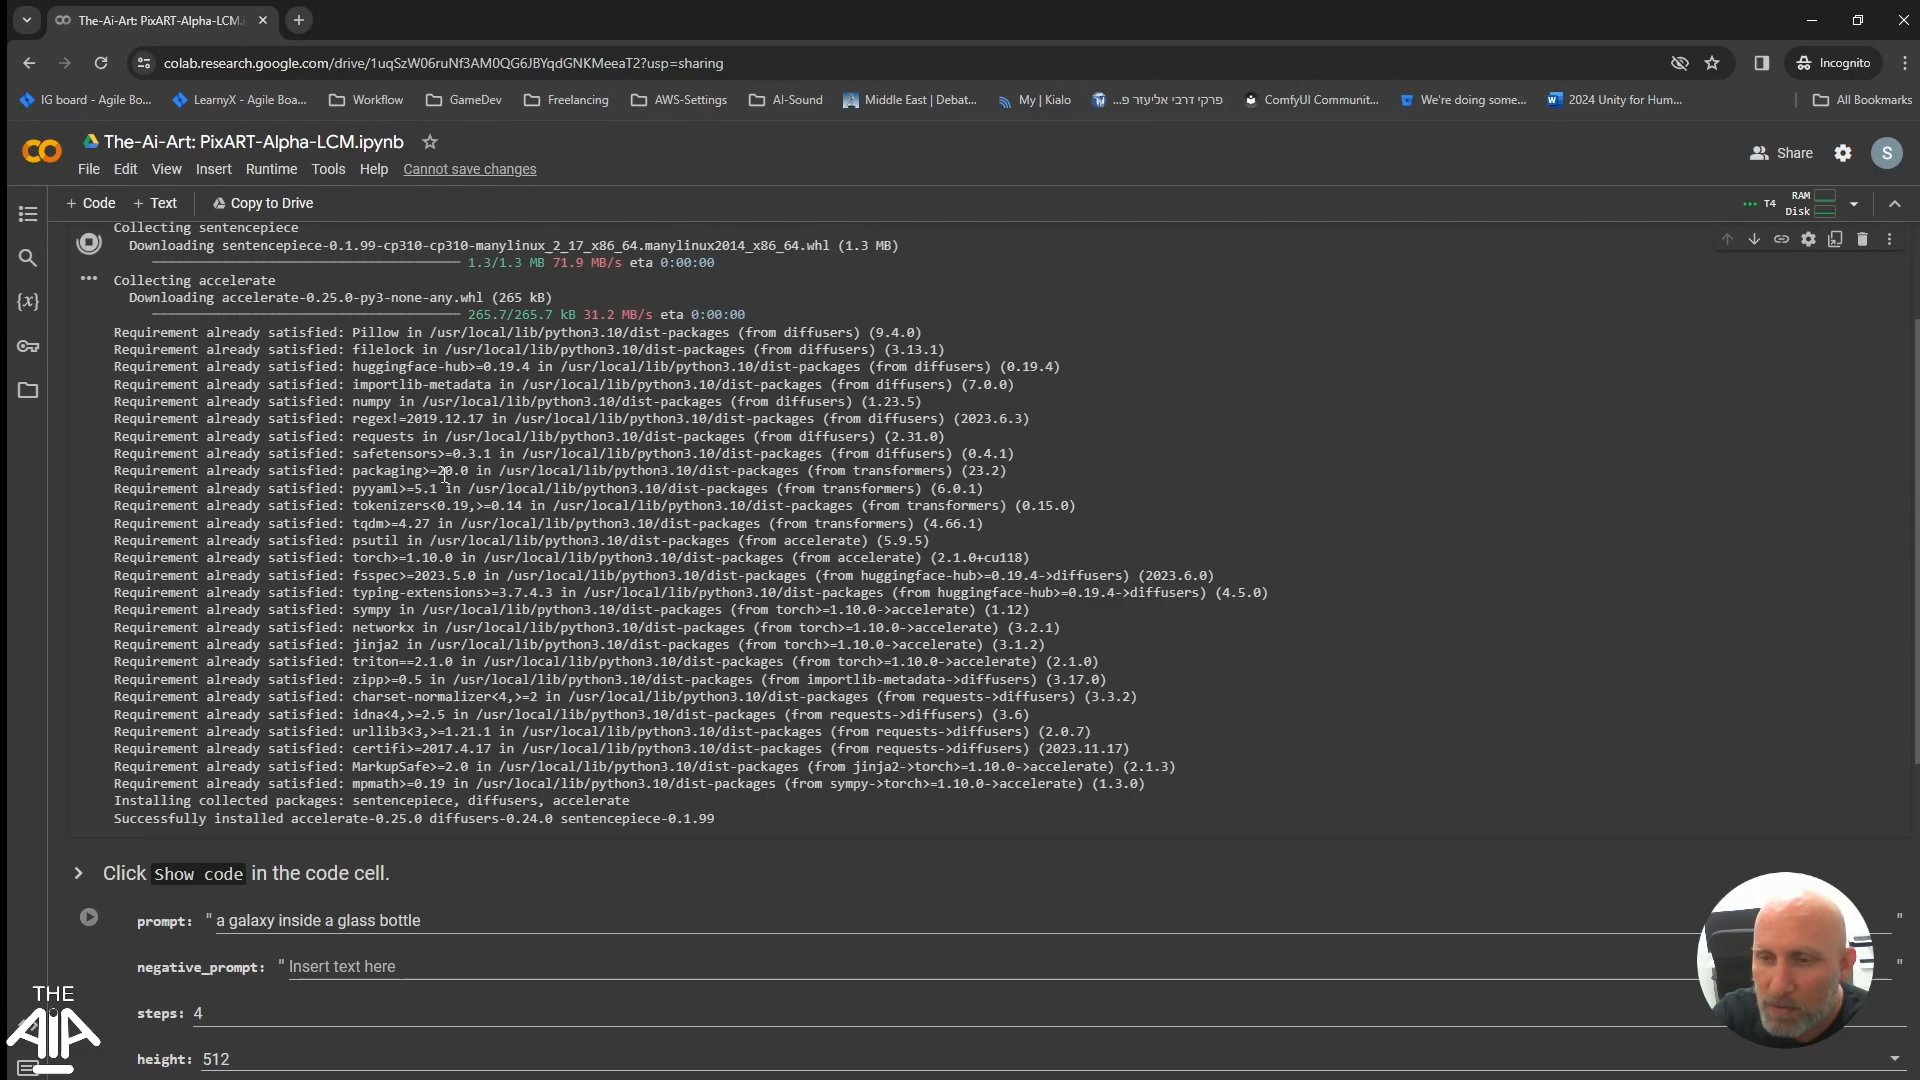 The-Ai-Art: PixART-Alpha-LCM.i
colab.research.google.com/drive/1uqSzW06ruNf3AM0QG6JBYqdGNKMeeaT2?usp=sharing
Incognito
IG board - Agile Bo...
LearnyX - Agile Boa...
Workflow
GameDev
Freelancing
AWS-Settings
AI-Sound
Middle East | Debat...
My | Kialo
פרקי דרבי אליעזר פ...
ComfyUI Communit...
We're doing some...
2024 Unity for Hum...
All Bookmarks
The-Ai-Art: PixART-Alpha-LCM.ipynb
File Edit View Insert Runtime Tools Help Cannot save changes
Share
S
+ Code + Text Copy to Drive
T4 RAM
Disk
Collecting sentencepiece
Downloading sentencepiece-0.1.99-cp310-cp310-manylinux_2_17_x86_64.manylinux2014_x86_64.whl (1.3 MB)
1.3/1.3 MB 71.9 MB/s eta 0:00:00
Collecting accelerate
Downloading accelerate-0.25.0-py3-none-any.whl (265 kB)
265.7/265.7 kB 31.2 MB/s eta 0:00:00
Requirement already satisfied: Pillow in /usr/local/lib/python3.10/dist-packages (from diffusers) (9.4.0)
Requirement already satisfied: filelock in /usr/local/lib/python3.10/dist-packages (from diffusers) (3.13.1)
Requirement already satisfied: huggingface-hub>=0.19.4 in /usr/local/lib/python3.10/dist-packages (from diffusers) (0.19.4)
Requirement already satisfied: importlib-metadata in /usr/local/lib/python3.10/dist-packages (from diffusers) (7.0.0)
Requirement already satisfied: numpy in /usr/local/lib/python3.10/dist-packages (from diffusers) (1.23.5)
Requirement already satisfied: regex!=2019.12.17 in /usr/local/lib/python3.10/dist-packages (from diffusers) (2023.6.3)
Requirement already satisfied: requests in /usr/local/lib/python3.10/dist-packages (from diffusers) (2.31.0)
Requirement already satisfied: safetensors>=0.3.1 in /usr/local/lib/python3.10/dist-packages (from diffusers) (0.4.1)
Requirement already satisfied: packaging>=20.0 in /usr/local/lib/python3.10/dist-packages (from transformers) (23.2)
Requirement already satisfied: pyyaml>=5.1 in /usr/local/lib/python3.10/dist-packages (from transformers) (6.0.1)
Requirement already satisfied: tokenizers<0.19,>=0.14 in /usr/local/lib/python3.10/dist-packages (from transformers) (0.15.0)
Requirement already satisfied: tqdm>=4.27 in /usr/local/lib/python3.10/dist-packages (from transformers) (4.66.1)
Requirement already satisfied: psutil in /usr/local/lib/python3.10/dist-packages (from accelerate) (5.9.5)
Requirement already satisfied: torch>=1.10.0 in /usr/local/lib/python3.10/dist-packages (from accelerate) (2.1.0+cu118)
Requirement already satisfied: fsspec>=2023.5.0 in /usr/local/lib/python3.10/dist-packages (from huggingface-hub>=0.19.4->diffusers) (2023.6.0)
Requirement already satisfied: typing-extensions>=3.7.4.3 in /usr/local/lib/python3.10/dist-packages (from huggingface-hub>=0.19.4->diffusers) (4.5.0)
Requirement already satisfied: sympy in /usr/local/lib/python3.10/dist-packages (from torch>=1.10.0->accelerate) (1.12)
Requirement already satisfied: networkx in /usr/local/lib/python3.10/dist-packages (from torch>=1.10.0->accelerate) (3.2.1)
Requirement already satisfied: jinja2 in /usr/local/lib/python3.10/dist-packages (from torch>=1.10.0->accelerate) (3.1.2)
Requirement already satisfied: triton==2.1.0 in /usr/local/lib/python3.10/dist-packages (from torch>=1.10.0->accelerate) (2.1.0)
Requirement already satisfied: zipp>=0.5 in /usr/local/lib/python3.10/dist-packages (from importlib-metadata->diffusers) (3.17.0)
Requirement already satisfied: charset-normalizer<4,>=2 in /usr/local/lib/python3.10/dist-packages (from requests->diffusers) (3.3.2)
Requirement already satisfied: idna<4,>=2.5 in /usr/local/lib/python3.10/dist-packages (from requests->diffusers) (3.6)
Requirement already satisfied: urllib3<3,>=1.21.1 in /usr/local/lib/python3.10/dist-packages (from requests->diffusers) (2.0.7)
Requirement already satisfied: certifi>=2017.4.17 in /usr/local/lib/python3.10/dist-packages (from requests->diffusers) (2023.11.17)
Requirement already satisfied: MarkupSafe>=2.0 in /usr/local/lib/python3.10/dist-packages (from jinja2->torch>=1.10.0->accelerate) (2.1.3)
Requirement already satisfied: mpmath>=0.19 in /usr/local/lib/python3.10/dist-packages (from sympy->torch>=1.10.0->accelerate) (1.3.0)
Installing collected packages: sentencepiece, diffusers, accelerate
Successfully installed accelerate-0.25.0 diffusers-0.24.0 sentencepiece-0.1.99
Click Show code in the code cell.
prompt: " a galaxy inside a glass bottle "
negative_prompt: " Insert text here "
steps: 4
height: 512
THE
AIA